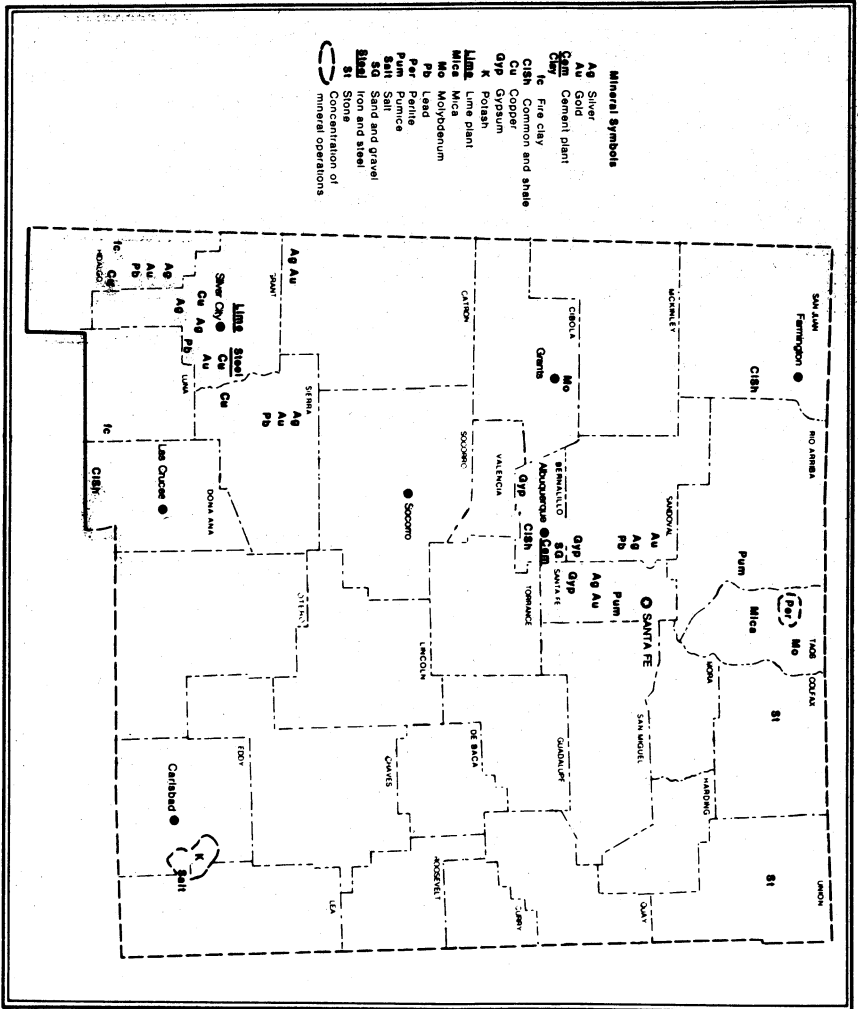 Mineral Symbols
Ag Silver
Au Gold
Cem Cement plant
Clay
fc Fire clay
ClSh Common and shale
Cu Copper
Gyp Gypsum
K Potash
Lime Lime plant
Mica Mica
Mo Molybdenum
Pb Lead
Per Perlite
Pum Pumice
Salt Salt
SG Sand and gravel
Steel Iron and steel
St Stone
Concentration of
mineral operations
SAN JUAN
Farmington
ClSh
RIO ARRIBA
Pum
TAOS
Per
Mo
Mica
COLFAX
St
UNION
St
MCKINLEY
SANDOVAL
Au
Ag
Pb
MORA
HARDING
SANTA FE
Pum
Ag Au
Gyp
SANTA FE
SAN MIGUEL
QUAY
CIBOLA
Mo
Grants
BERNALILLO
Gyp
SG
Albuquerque
Cem
VALENCIA
Gyp
ClSh
TORRANCE
GUADALUPE
CATRON
SOCORRO
Socorro
LINCOLN
DE BACA
CURRY
ROOSEVELT
CHAVES
GRANT
Ag Au
Lime
Steel
Silver City
Cu
Cu Ag
Au
Ag
Pb
SIERRA
Ag
Au
Pb
Cu
OTERO
EDDY
LEA
fc
Ag
Au
Pb
HIDALGO
Cu
LUNA
fc
DONA ANA
Las Cruces
ClSh
Carlsbad
K
Salt